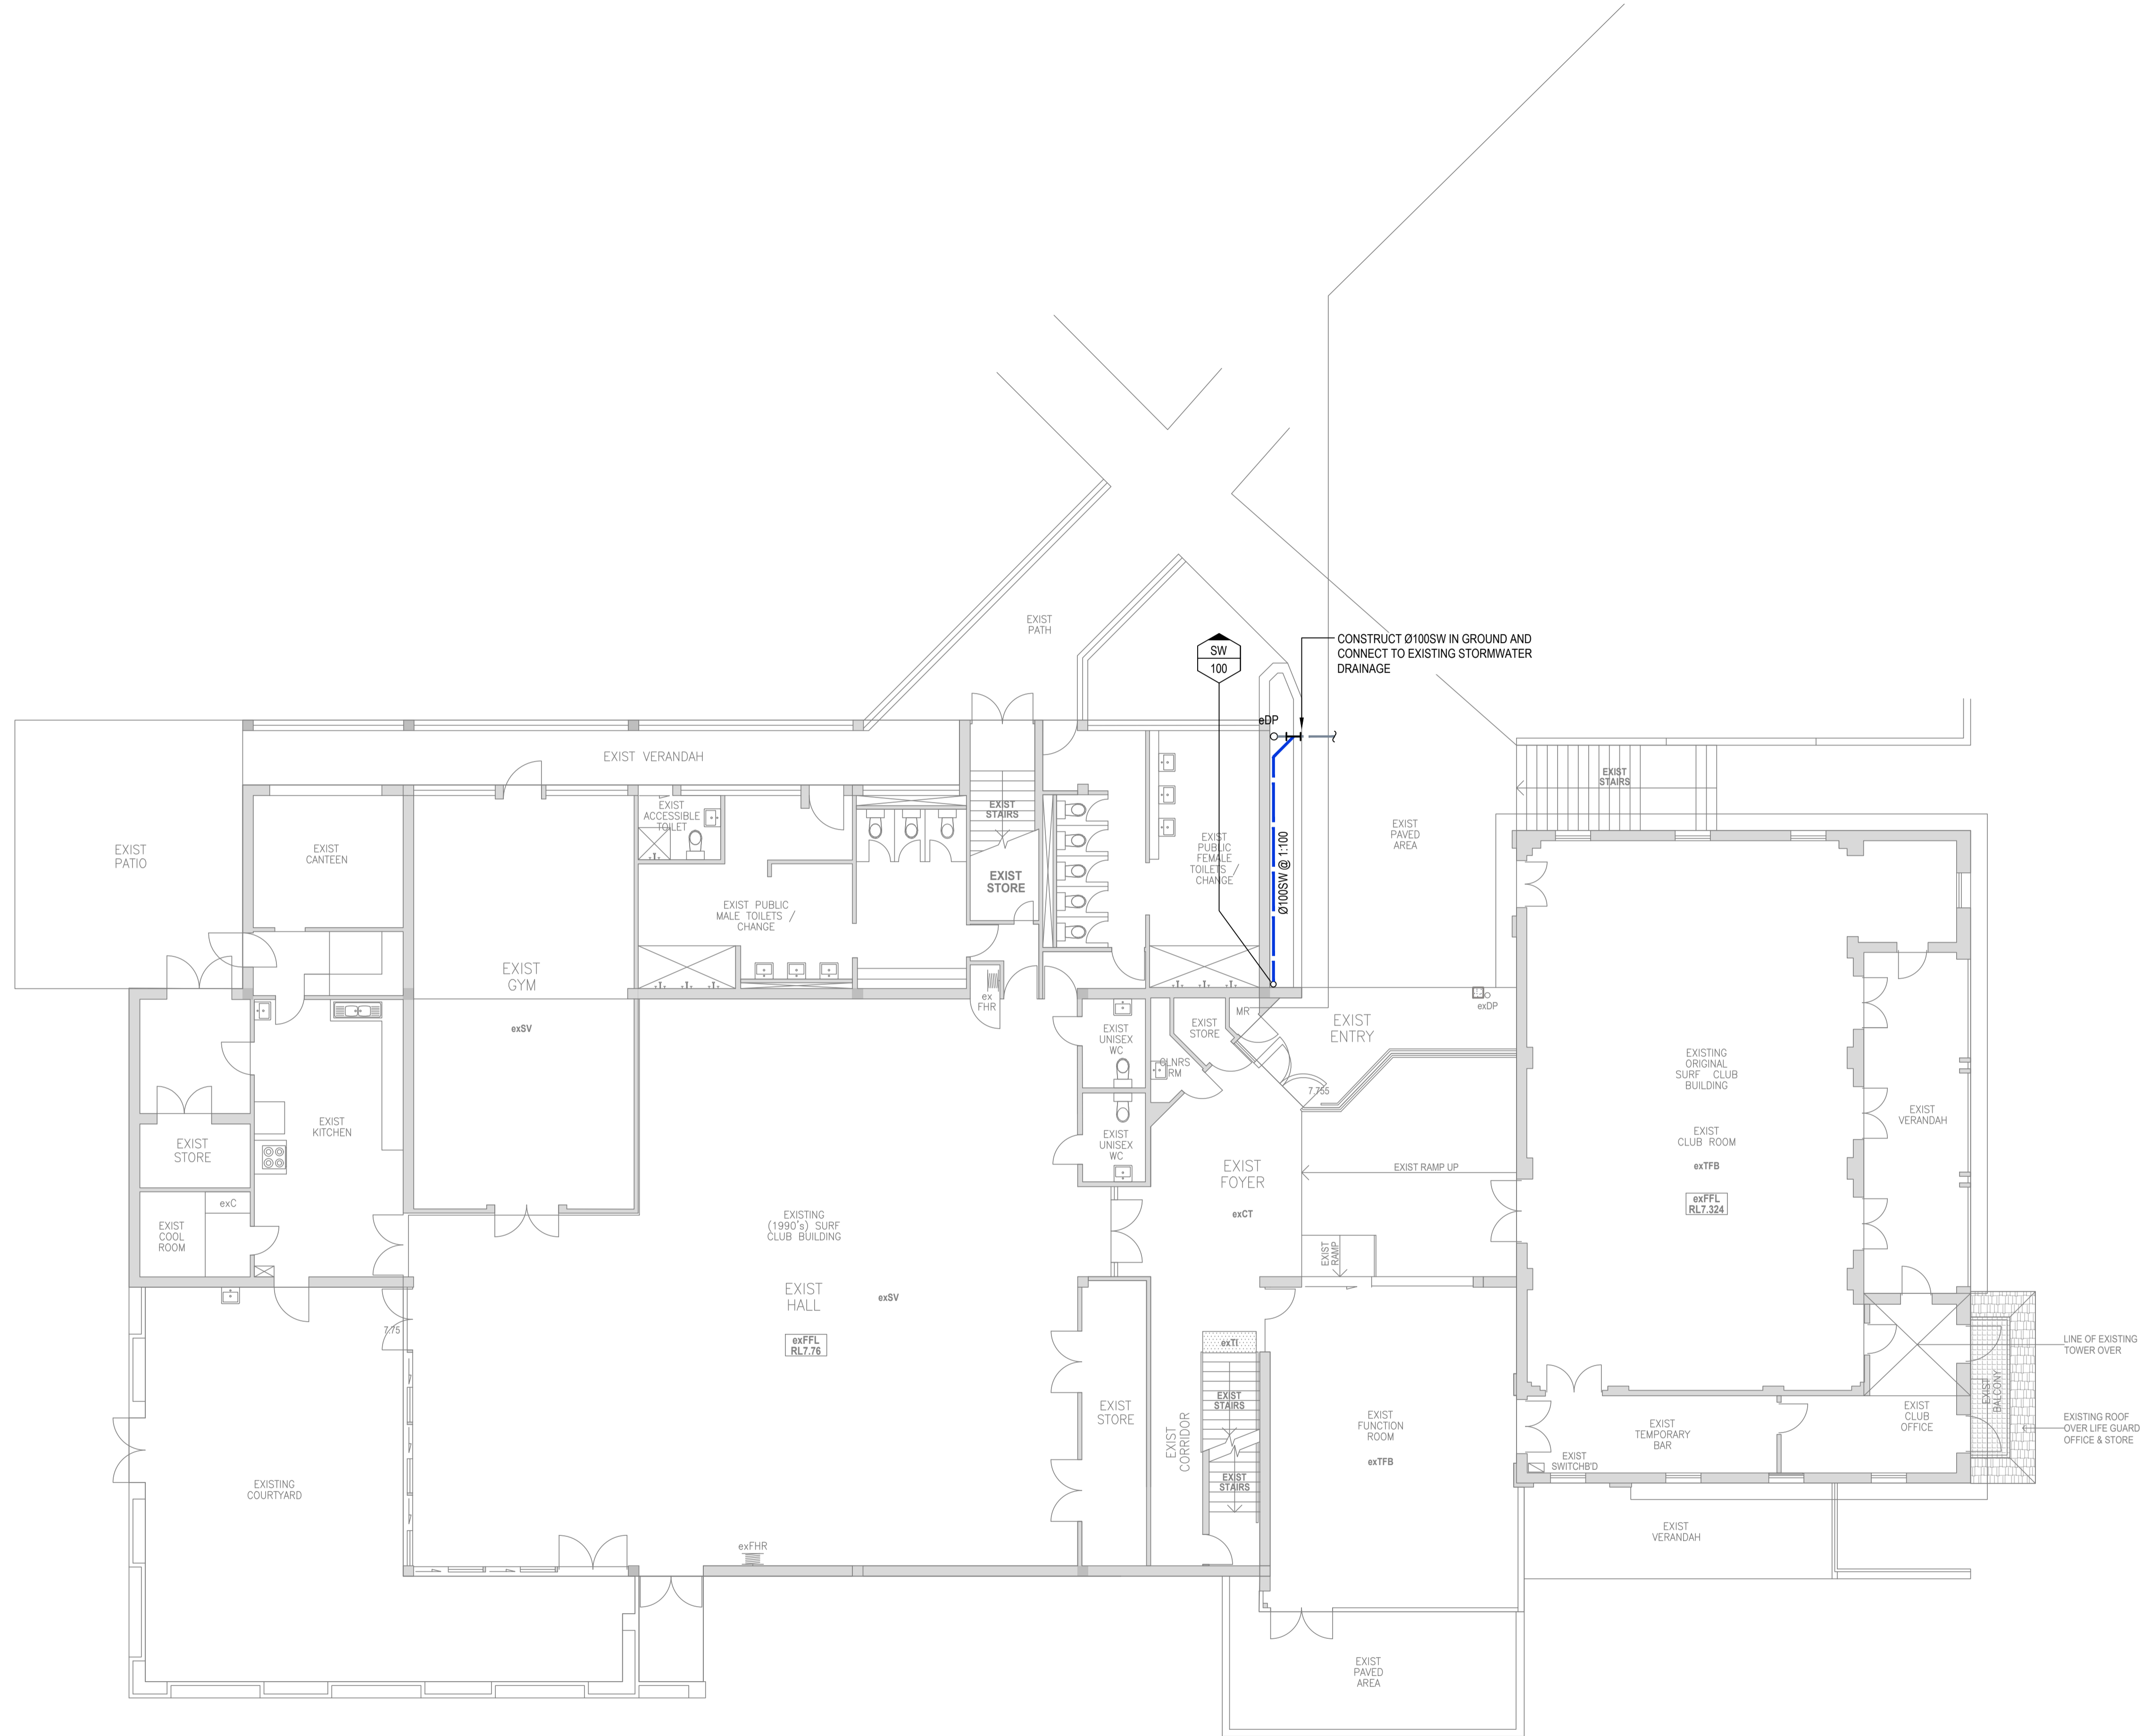 EXIST
PATH
SW
100
CONSTRUCT Ø100SW IN GROUND AND
CONNECT TO EXISTING STORMWATER
DRAINAGE
eDP
EXIST VERANDAH
EXIST
STAIRS
EXIST
PATIO
EXIST
CANTEEN
EXIST
ACCESSIBLE
TOILET
EXIST
STAIRS
EXIST
PUBLIC
FEMALE
TOILETS /
CHANGE
Ø100SW @ 1:100
EXIST
PAVED
AREA
EXIST
STORE
EXIST PUBLIC
MALE TOILETS /
CHANGE
EXIST
GYM
exSV
ex
FHR
EXIST
UNISEX
WC
EXIST
STORE
MR
CLNRS
RM
EXIST
ENTRY
exDP
7.755
EXISTING
ORIGINAL
SURF CLUB
BUILDING
EXIST
CLUB ROOM
exTFB
exFFL
RL7.324
EXIST
VERANDAH
EXIST
KITCHEN
EXIST
STORE
EXIST
UNISEX
WC
EXIST
FOYER
exCT
EXIST RAMP UP
EXIST
RAMP
exC
EXIST
COOL
ROOM
EXISTING
(1990's) SURF
CLUB BUILDING
EXIST
HALL
exSV
exFFL
RL7.76
7.75
exTI
EXIST
STAIRS
EXIST
STAIRS
EXIST
STORE
EXIST
CORRIDOR
EXIST
FUNCTION
ROOM
exTFB
EXIST
SWITCHB'D
EXIST
TEMPORARY
BAR
EXIST
CLUB
OFFICE
EXIST
BALCONY
LINE OF EXISTING
TOWER OVER
EXISTING ROOF
OVER LIFE GUARD
OFFICE & STORE
EXISTING
COURTYARD
exFHR
EXIST
VERANDAH
EXIST
PAVED
AREA